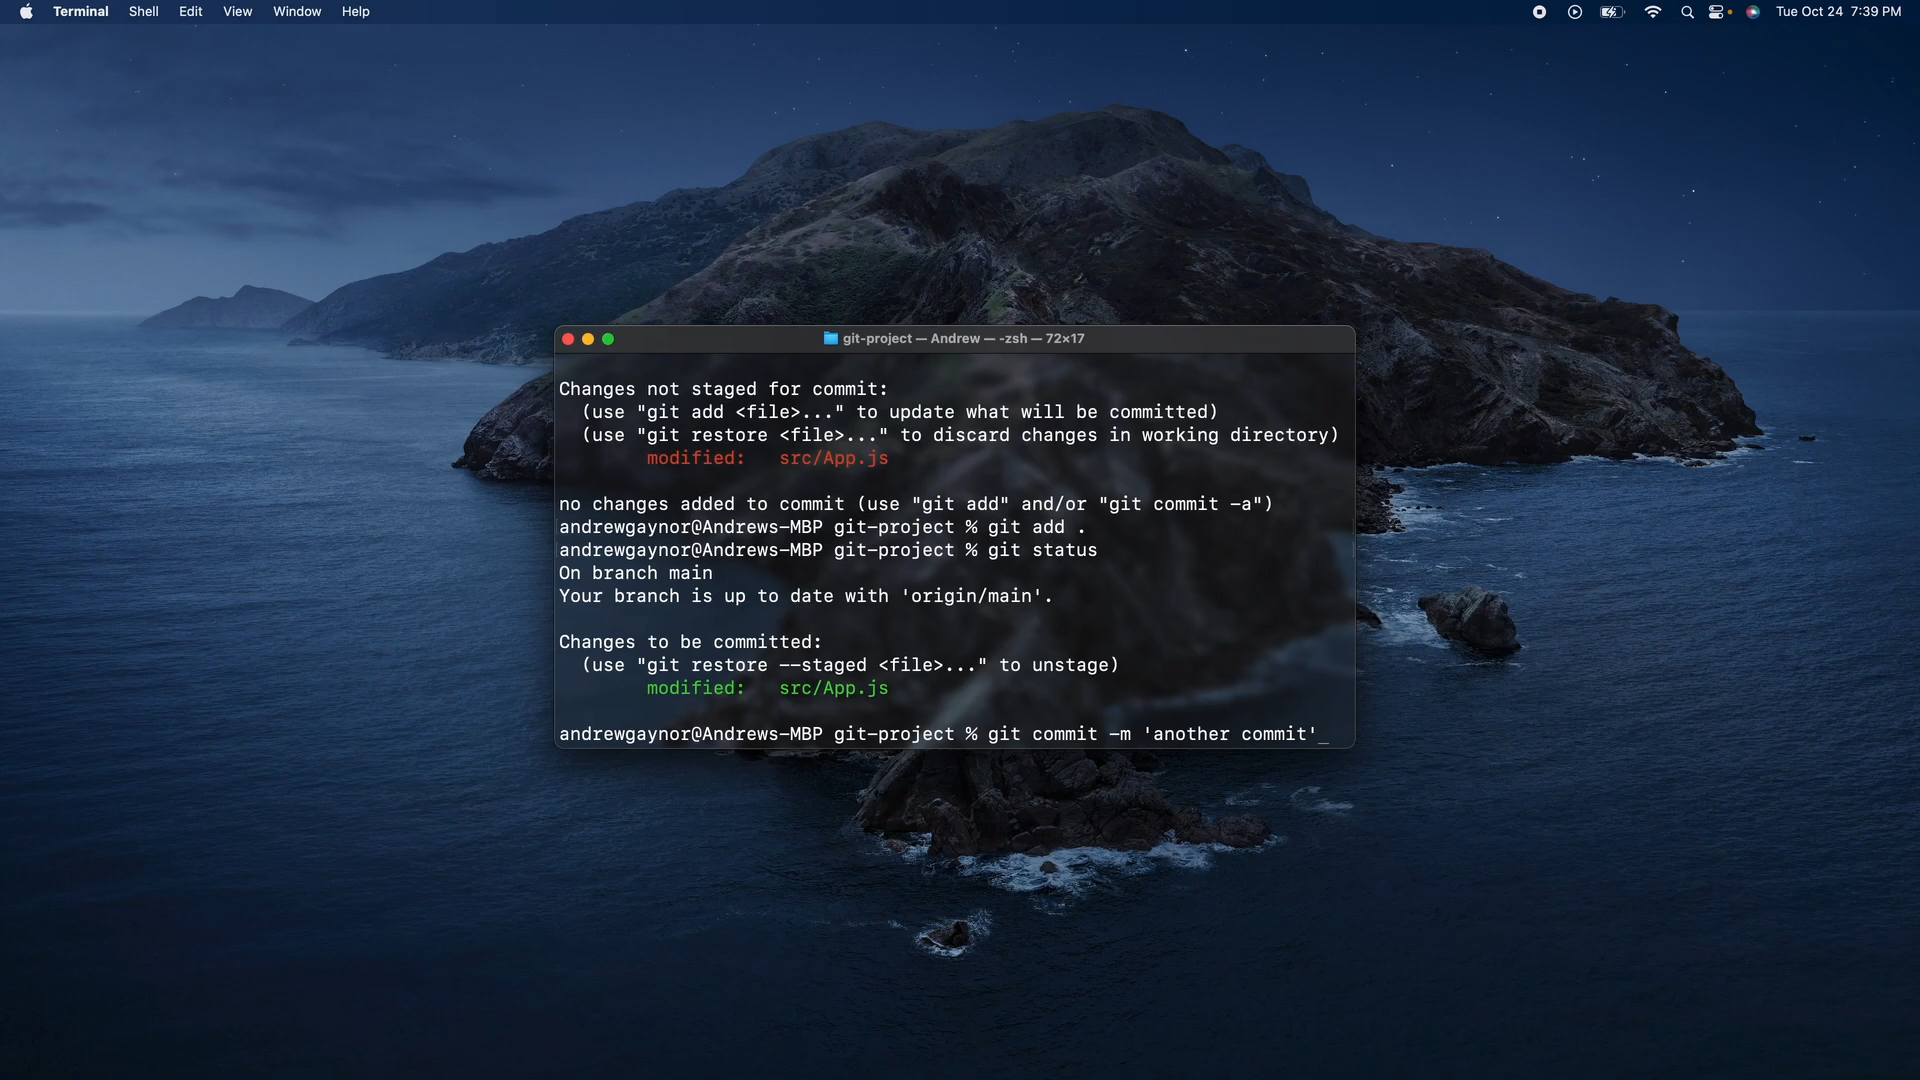 Terminal Shell Edit View Window Help Tue Oct 24 7:39 PM
git-project — Andrew — -zsh — 72×17
Changes not staged for commit:
(use "git add <file>..." to update what will be committed)
(use "git restore <file>..." to discard changes in working directory)
modified: src/App.js
no changes added to commit (use "git add" and/or "git commit -a")
andrewgaynor@Andrews-MBP git-project % git add .
andrewgaynor@Andrews-MBP git-project % git status
On branch main
Your branch is up to date with 'origin/main'.
Changes to be committed:
(use "git restore --staged <file>..." to unstage)
modified: src/App.js
andrewgaynor@Andrews-MBP git-project % git commit -m 'another commit'_